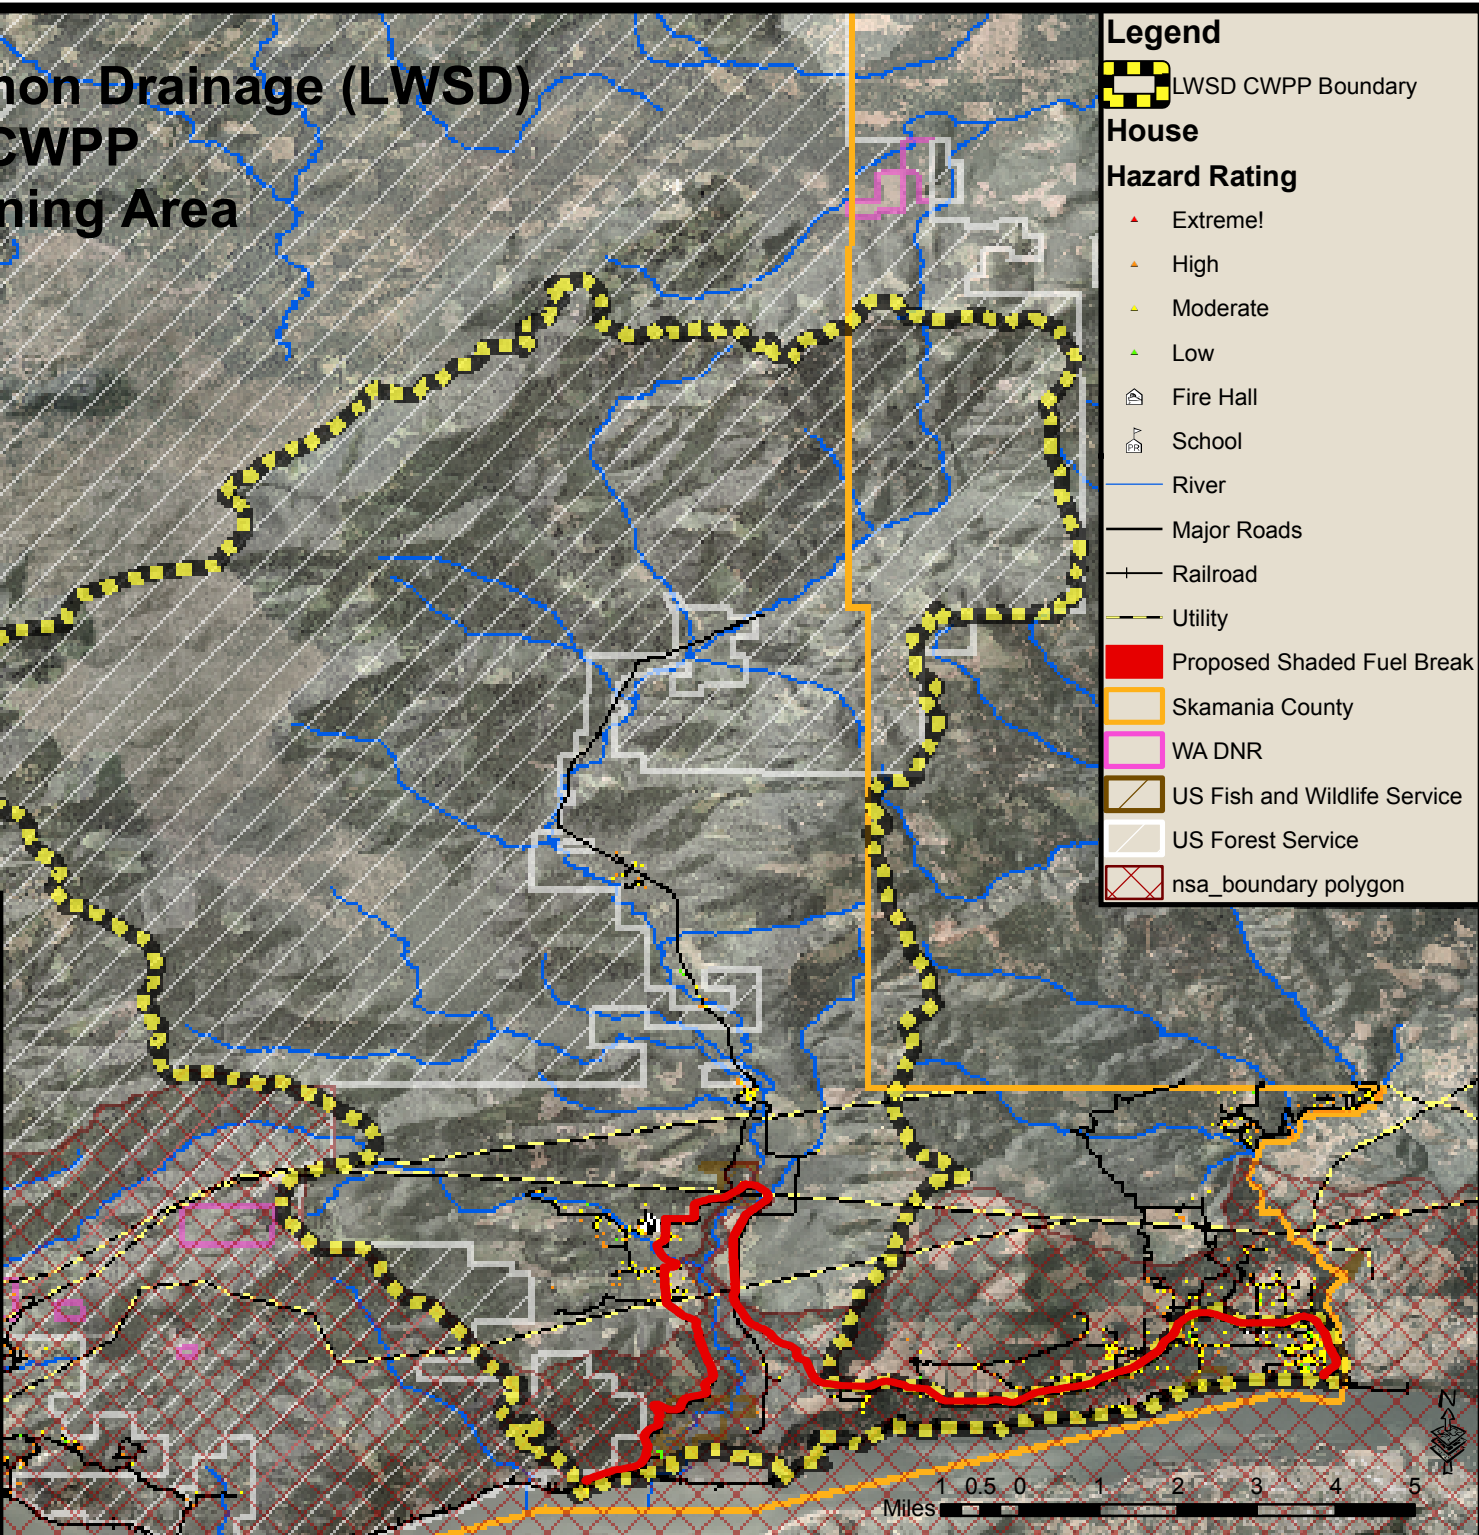 mon Drainage (LWSD)
CWPP
ning Area
Legend
LWSD CWPP Boundary
House
Hazard Rating
Extreme!
High
Moderate
Low
Fire Hall
PR
School
River
Major Roads
Railroad
Utility
Proposed Shaded Fuel Break
Skamania County
WA DNR
US Fish and Wildlife Service
US Forest Service
nsa_boundary polygon
N
1 0.5 0 1 2 3 4 5
Miles